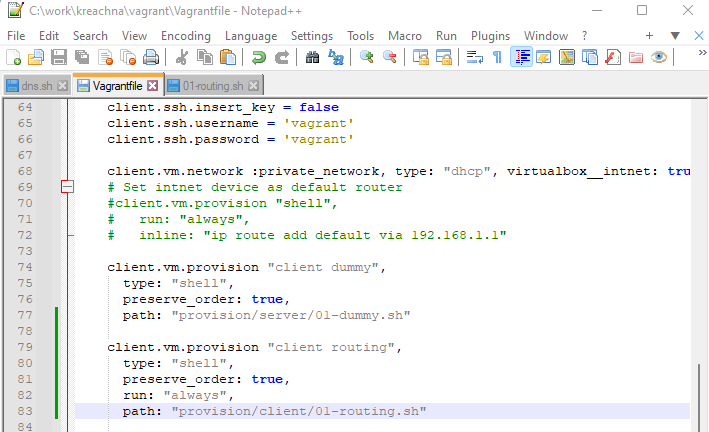 C:\work\kreachna\vagrant\Vagrantfile - Notepad++
File Edit Search View Encoding Language Settings Tools Macro Run Plugins Window ? + ▼ X
dns.sh Vagrantfile 01-routing.sh
64 client.ssh.insert_key = false
65 client.ssh.username = 'vagrant'
66 client.ssh.password = 'vagrant'
67
68 client.vm.network :private_network, type: "dhcp", virtualbox__intnet: tru
69 # Set intnet device as default router
70 #client.vm.provision "shell",
71 #   run: "always",
72 #   inline: "ip route add default via 192.168.1.1"
73
74 client.vm.provision "client dummy",
75   type: "shell",
76   preserve_order: true,
77   path: "provision/server/01-dummy.sh"
78
79 client.vm.provision "client routing",
80   type: "shell",
81   preserve_order: true,
82   run: "always",
83   path: "provision/client/01-routing.sh"
84